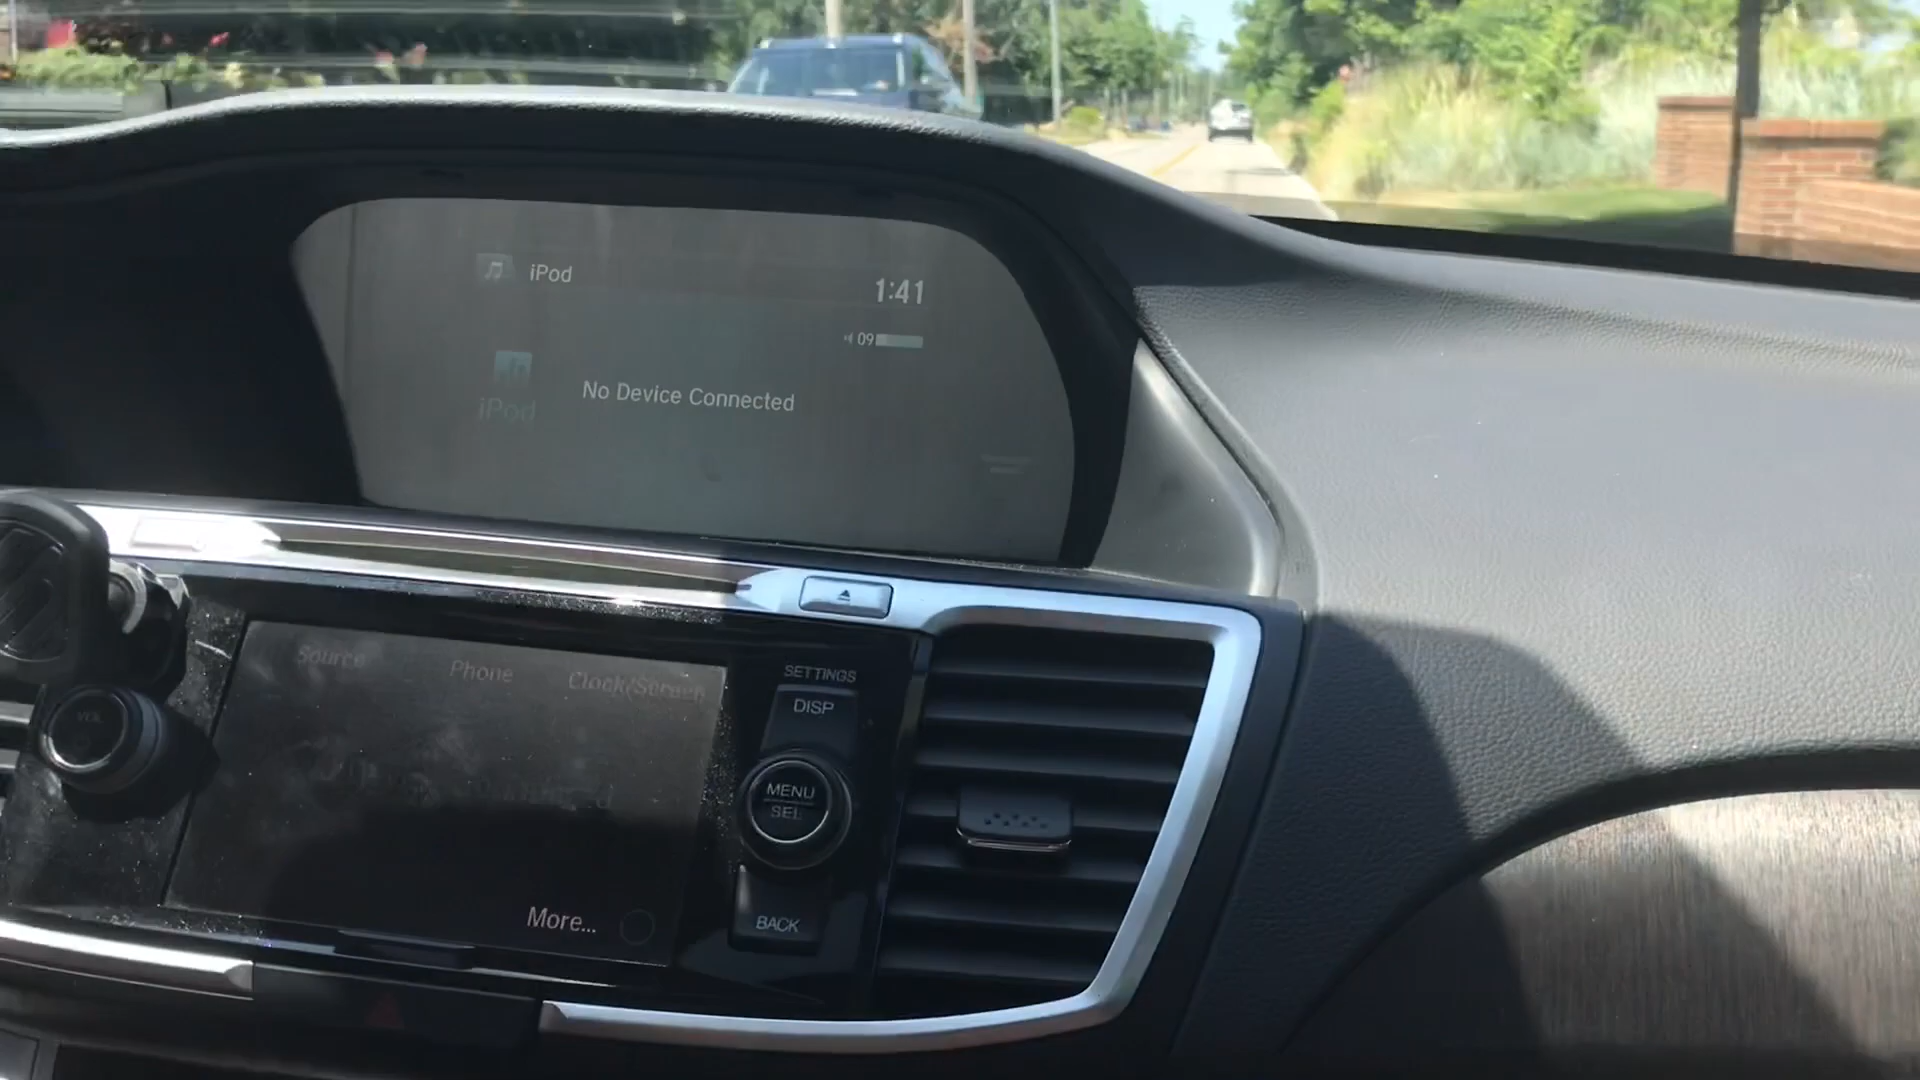 iPod
1:41
09
iPod
No Device Connected
Source
Phone
Clock/Screen
SETTINGS
DISP
VOL
MENU
SEL
More...
BACK